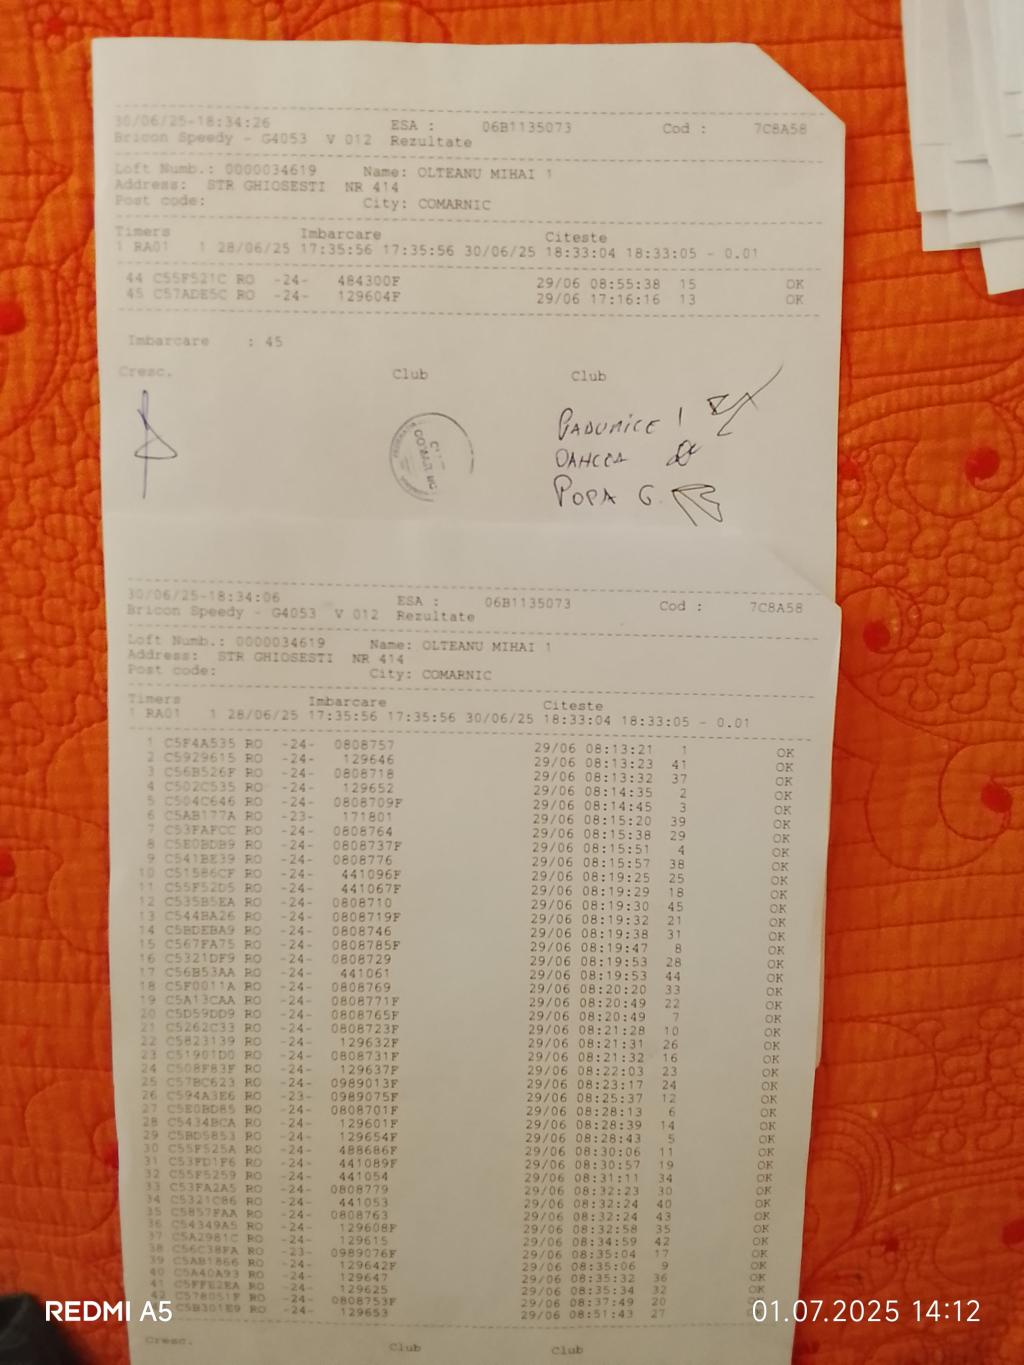 30/06/25-18:34:26 ESA : 06B1135073 Cod : 7C8A58
Bricon Speedy - G4053 V 012 Rezultate
Loft Numb.: 0000034619 Name: OLTEANU MIHAI 1
Address: STR GHIOSESTI NR 414
Post code: City: COMARNIC
Timers Imbarcare Citeste
1 RA01 1 28/06/25 17:35:56 17:35:56 30/06/25 18:33:04 18:33:05 - 0.01
44 C55F521C RO -24- 484300F 29/06 08:55:38 15 OK
45 C57ADE5C RO -24- 129604F 29/06 17:16:16 13 OK
Imbarcare : 45
Cresc. Club Club
POPA G.
30/06/25-18:34:06 ESA : 06B1135073 Cod : 7C8A58
Bricon Speedy - G4053 V 012 Rezultate
Loft Numb.: 0000034619 Name: OLTEANU MIHAI 1
Address: STR GHIOSESTI NR 414
Post code: City: COMARNIC
Timers Imbarcare Citeste
1 RA01 1 28/06/25 17:35:56 17:35:56 30/06/25 18:33:04 18:33:05 - 0.01
1 C5F4A535 RO -24- 0808757 29/06 08:13:21 1 OK
2 C5929615 RO -24- 129646 29/06 08:13:23 41 OK
3 C56B526F RO -24- 0808718 29/06 08:13:32 37 OK
4 C502C535 RO -24- 129652 29/06 08:14:35 2 OK
5 C504C646 RO -24- 0808709F 29/06 08:14:45 3 OK
6 C5AB177A RO -23- 171801 29/06 08:15:20 39 OK
7 C53FAFCC RO -24- 0808764 29/06 08:15:38 29 OK
8 C5E0BDB9 RO -24- 0808737F 29/06 08:15:51 4 OK
9 C541BE39 RO -24- 0808776 29/06 08:15:57 38 OK
10 C51586CF RO -24- 441096F 29/06 08:19:25 25 OK
11 C55F52D5 RO -24- 441067F 29/06 08:19:29 18 OK
12 C535B5EA RO -24- 0808710 29/06 08:19:30 45 OK
13 C544BA26 RO -24- 0808719F 29/06 08:19:32 21 OK
14 C5BDEBA9 RO -24- 0808746 29/06 08:19:38 31 OK
15 C567FA75 RO -24- 0808785F 29/06 08:19:47 8 OK
16 C5321DF9 RO -24- 0808729 29/06 08:19:53 28 OK
17 C56B53AA RO -24- 441061 29/06 08:19:53 44 OK
18 C5F0011A RO -24- 0808769 29/06 08:20:20 33 OK
19 C5A13CAA RO -24- 0808771F 29/06 08:20:49 22 OK
20 C5D59DD9 RO -24- 0808765F 29/06 08:20:49 7 OK
21 C5262C33 RO -24- 0808723F 29/06 08:21:28 10 OK
22 C5823139 RO -24- 129632F 29/06 08:21:31 26 OK
23 C51901D0 RO -24- 0808731F 29/06 08:21:32 16 OK
24 C508F83F RO -24- 129637F 29/06 08:22:03 23 OK
25 C57BC623 RO -24- 0989013F 29/06 08:23:17 24 OK
26 C594A3E6 RO -23- 0989075F 29/06 08:25:37 12 OK
27 C5E0BD85 RO -24- 0808701F 29/06 08:28:13 6 OK
28 C5434BCA RO -24- 129601F 29/06 08:28:39 14 OK
29 C5BD5853 RO -24- 129654F 29/06 08:28:43 5 OK
30 C55F525A RO -24- 488686F 29/06 08:30:06 11 OK
31 C53FD1F6 RO -24- 441089F 29/06 08:30:57 19 OK
32 C55F5259 RO -24- 441054 29/06 08:31:11 34 OK
33 C53FA2A5 RO -24- 0808779 29/06 08:32:23 30 OK
34 C5321C86 RO -24- 441053 29/06 08:32:24 40 OK
35 C5857FAA RO -24- 0808763 29/06 08:32:24 43 OK
36 C54349A5 RO -24- 129608F 29/06 08:32:58 35 OK
37 C5A2981C RO -24- 129615 29/06 08:34:59 42 OK
38 C56C38FA RO -23- 0989076F 29/06 08:35:04 17 OK
39 C5AB1866 RO -24- 129642F 29/06 08:35:06 9 OK
40 C5A40A93 RO -24- 129647 29/06 08:35:32 36 OK
41 C5FFE2EA RO -24- 129625 29/06 08:35:34 32 OK
42 C578051F RO -24- 0808753F 29/06 08:37:49 20 OK
C5B301E9 RO -24- 129653 29/06 08:51:43 27
Cresc. Club Club
REDMI A5 01.07.2025 14:12